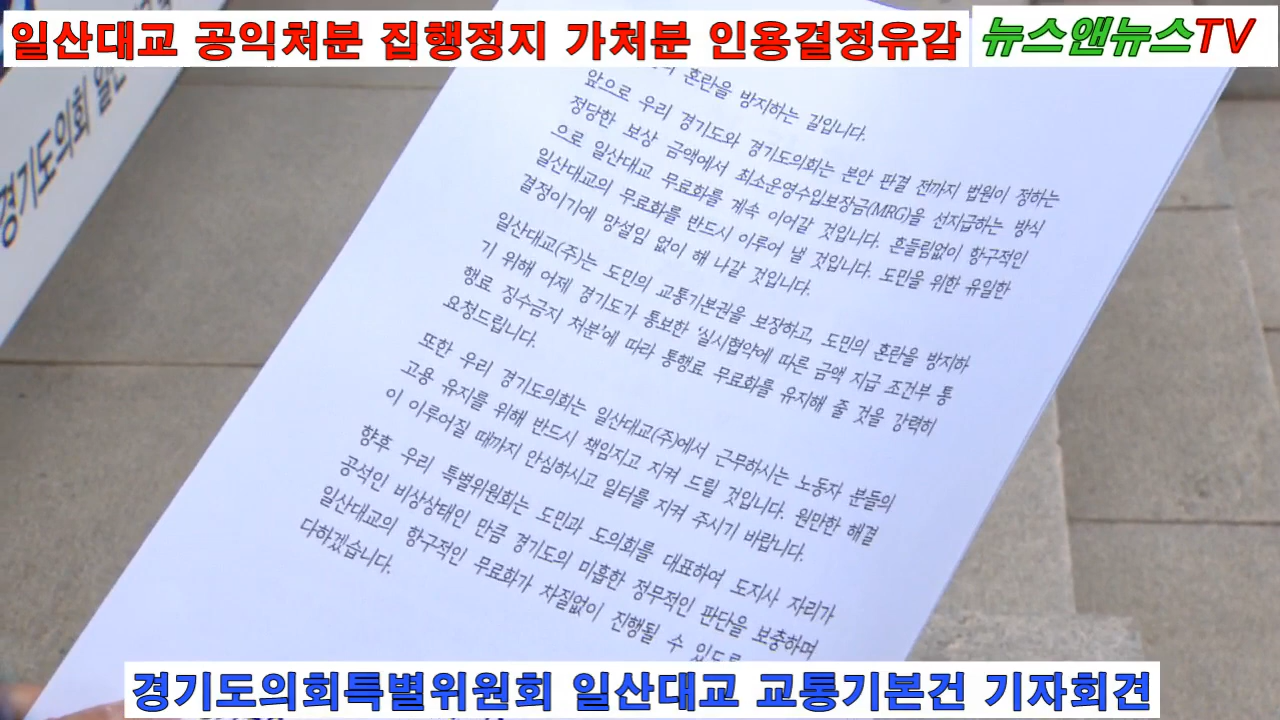 일산대교 공익처분 집행정지 가처분 인용결정유감
뉴스앤뉴스TV
경기도의회 일산
혼란을 방지하는 길입니다.
앞으로 우리 경기도와 경기도의회는 본안 판결 전까지 법원이 정하는
정당한 보상 금액에서 최소운영수입보장금(MRG)을 선지급하는 방식
으로 일산대교 무료화를 계속 이어갈 것입니다. 흔들림없이 항구적인
일산대교의 무료화를 반드시 이루어 낼 것입니다. 도민을 위한 유일한
결정이기에 망설임 없이 해 나갈 것입니다.
일산대교(주)는 도민의 교통기본권을 보장하고, 도민의 혼란을 방지하
기 위해 어제 경기도가 통보한 '실시협약에 따른 금액 지급 조건부 통
행료 징수금지 처분'에 따라 통행료 무료화를 유지해 줄 것을 강력히
요청드립니다.
또한 우리 경기도의회는 일산대교(주)에서 근무하시는 노동자 분들의
고용 유지를 위해 반드시 책임지고 지켜 드릴 것입니다. 원만한 해결
이 이루어질 때까지 안심하시고 일터를 지켜 주시기 바랍니다.
향후 우리 특별위원회는 도민과 도의회를 대표하여 도지사 자리가
공석인 비상상태인 만큼 경기도의 미흡한 정무적인 판단을 보충하며
일산대교의 항구적인 무료화가 차질없이 진행될 수 있도록
다하겠습니다.
경기도의회특별위원회 일산대교 교통기본건 기자회견